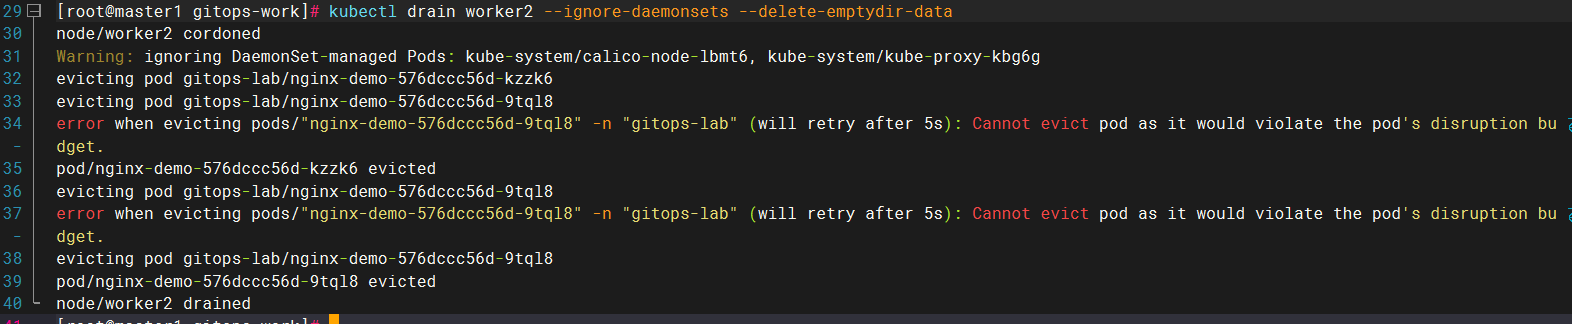 29 [root@master1 gitops-work]# kubectl drain worker2 --ignore-daemonsets --delete-emptydir-data
30 node/worker2 cordoned
31 Warning: ignoring DaemonSet-managed Pods: kube-system/calico-node-lbmt6, kube-system/kube-proxy-kbg6g
32 evicting pod gitops-lab/nginx-demo-576dccc56d-kzzk6
33 evicting pod gitops-lab/nginx-demo-576dccc56d-9tql8
34 error when evicting pods/"nginx-demo-576dccc56d-9tql8" -n "gitops-lab" (will retry after 5s): Cannot evict pod as it would violate the pod's disruption bu
- dget.
35 pod/nginx-demo-576dccc56d-kzzk6 evicted
36 evicting pod gitops-lab/nginx-demo-576dccc56d-9tql8
37 error when evicting pods/"nginx-demo-576dccc56d-9tql8" -n "gitops-lab" (will retry after 5s): Cannot evict pod as it would violate the pod's disruption bu
- dget.
38 evicting pod gitops-lab/nginx-demo-576dccc56d-9tql8
39 pod/nginx-demo-576dccc56d-9tql8 evicted
40 node/worker2 drained
41 [root@master1 gitops-work]#